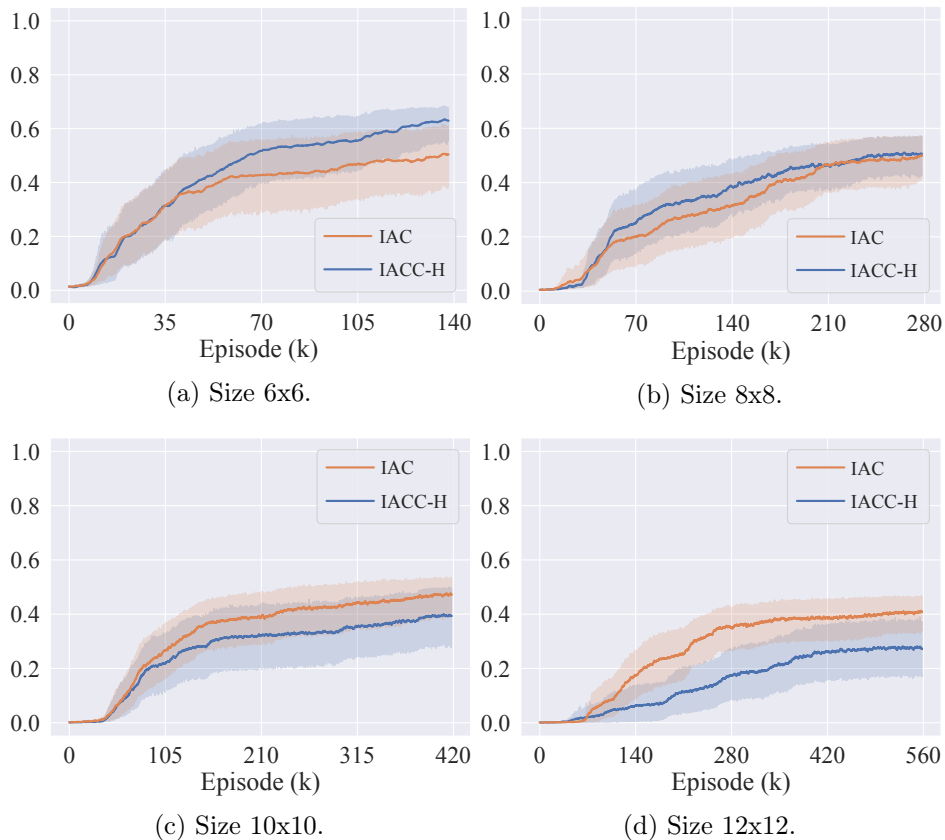 1.0
0.8
0.6
0.4
0.2
0.0
IAC
IACC-H
0 35 70 105 140
Episode (k)
(a) Size 6x6.
1.0
0.8
0.6
0.4
0.2
0.0
IAC
IACC-H
0 70 140 210 280
Episode (k)
(b) Size 8x8.
1.0
0.8
0.6
0.4
0.2
0.0
IAC
IACC-H
0 105 210 315 420
Episode (k)
(c) Size 10x10.
1.0
0.8
0.6
0.4
0.2
0.0
IAC
IACC-H
0 140 280 420 560
Episode (k)
(d) Size 12x12.